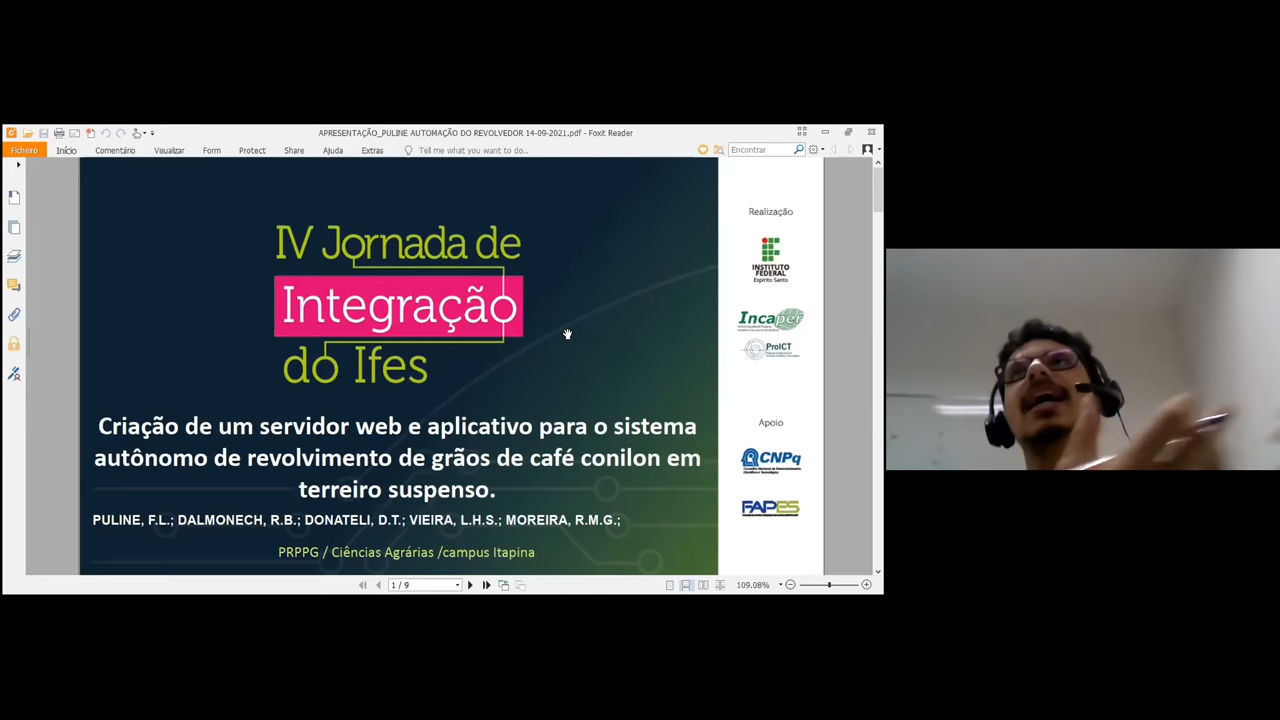 APRESENTAÇÃO_PULINE AUTOMAÇÃO DO REVOLVEDOR 14-09-2021.pdf - Foxit Reader
Fichexo Início Comentário Visualizar Form Protect Share Ajuda Extras Tell me what you want to do.. Encontrar
IV Jornada de
Integração
do Ifes
Criação de um servidor web e aplicativo para o sistema
autônomo de revolvimento de grãos de café conilon em
terreiro suspenso.
PULINE, F.L.; DALMONECH, R.B.; DONATELI, D.T.; VIEIRA, L.H.S.; MOREIRA, R.M.G.;
PRPPG / Ciências Agrárias /campus Itapina
Realização
INSTITUTO
FEDERAL
Espírito Santo
Incaper
ProICT
Apoio
CNPq
FAPES
1 / 9
109.08%